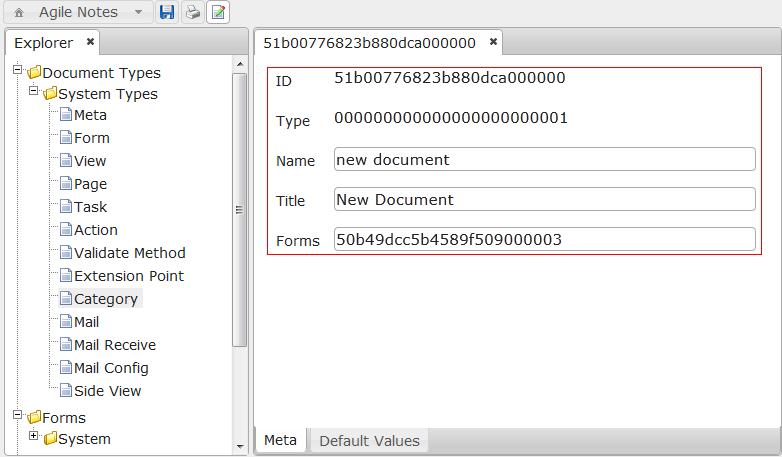 Agile Notes
Explorer
Document Types
System Types
Meta
Form
View
Page
Task
Action
Validate Method
Extension Point
Category
Mail
Mail Receive
Mail Config
Side View
Forms
System
51b00776823b880dca000000
ID 51b00776823b880dca000000
Type 000000000000000000000001
Name new document
Title New Document
Forms 50b49dcc5b4589f509000003
Meta Default Values